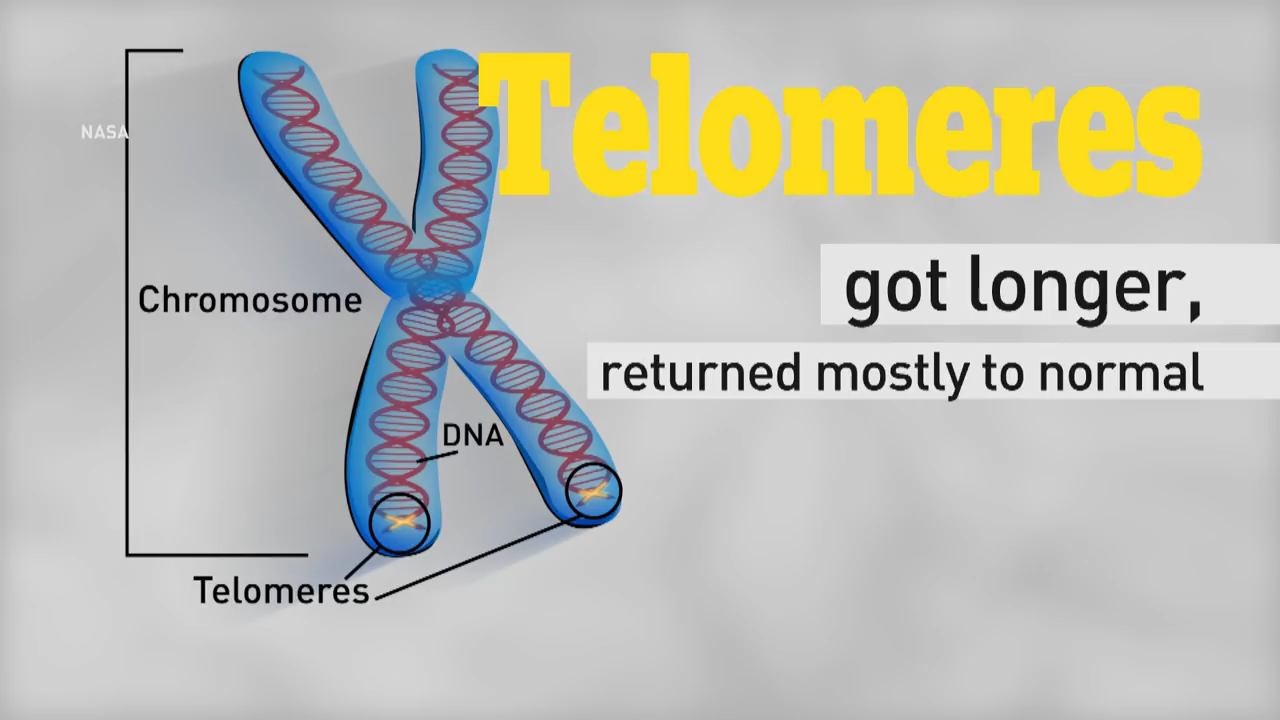 Telomeres
NASA
got longer,
Chromosome
returned mostly to normal
DNA
Telomeres